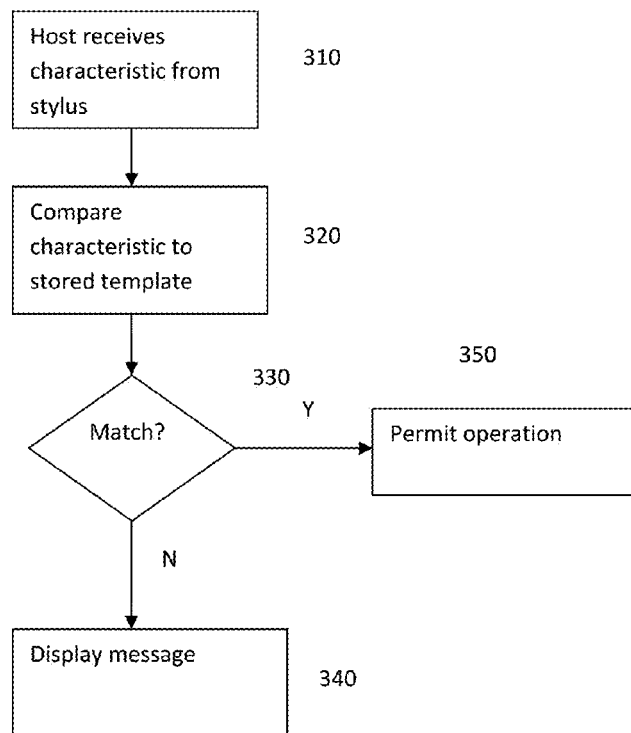 Host receives
characteristic from
stylus
310
Compare
characteristic to
stored template
320
Match?
330
Y
350
Permit operation
N
Display message
340